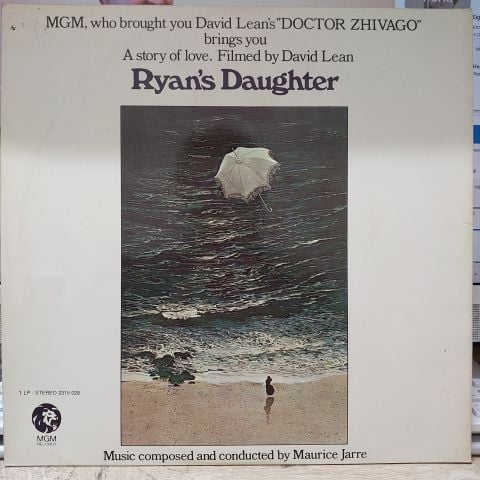 MGM, who brought you David Lean's "DOCTOR ZHIVAGO"
brings you
A story of love. Filmed by David Lean
Ryan's Daughter
1 LP - STEREO 2315 028
MGM
RECORDS
Music composed and conducted by Maurice Jarre